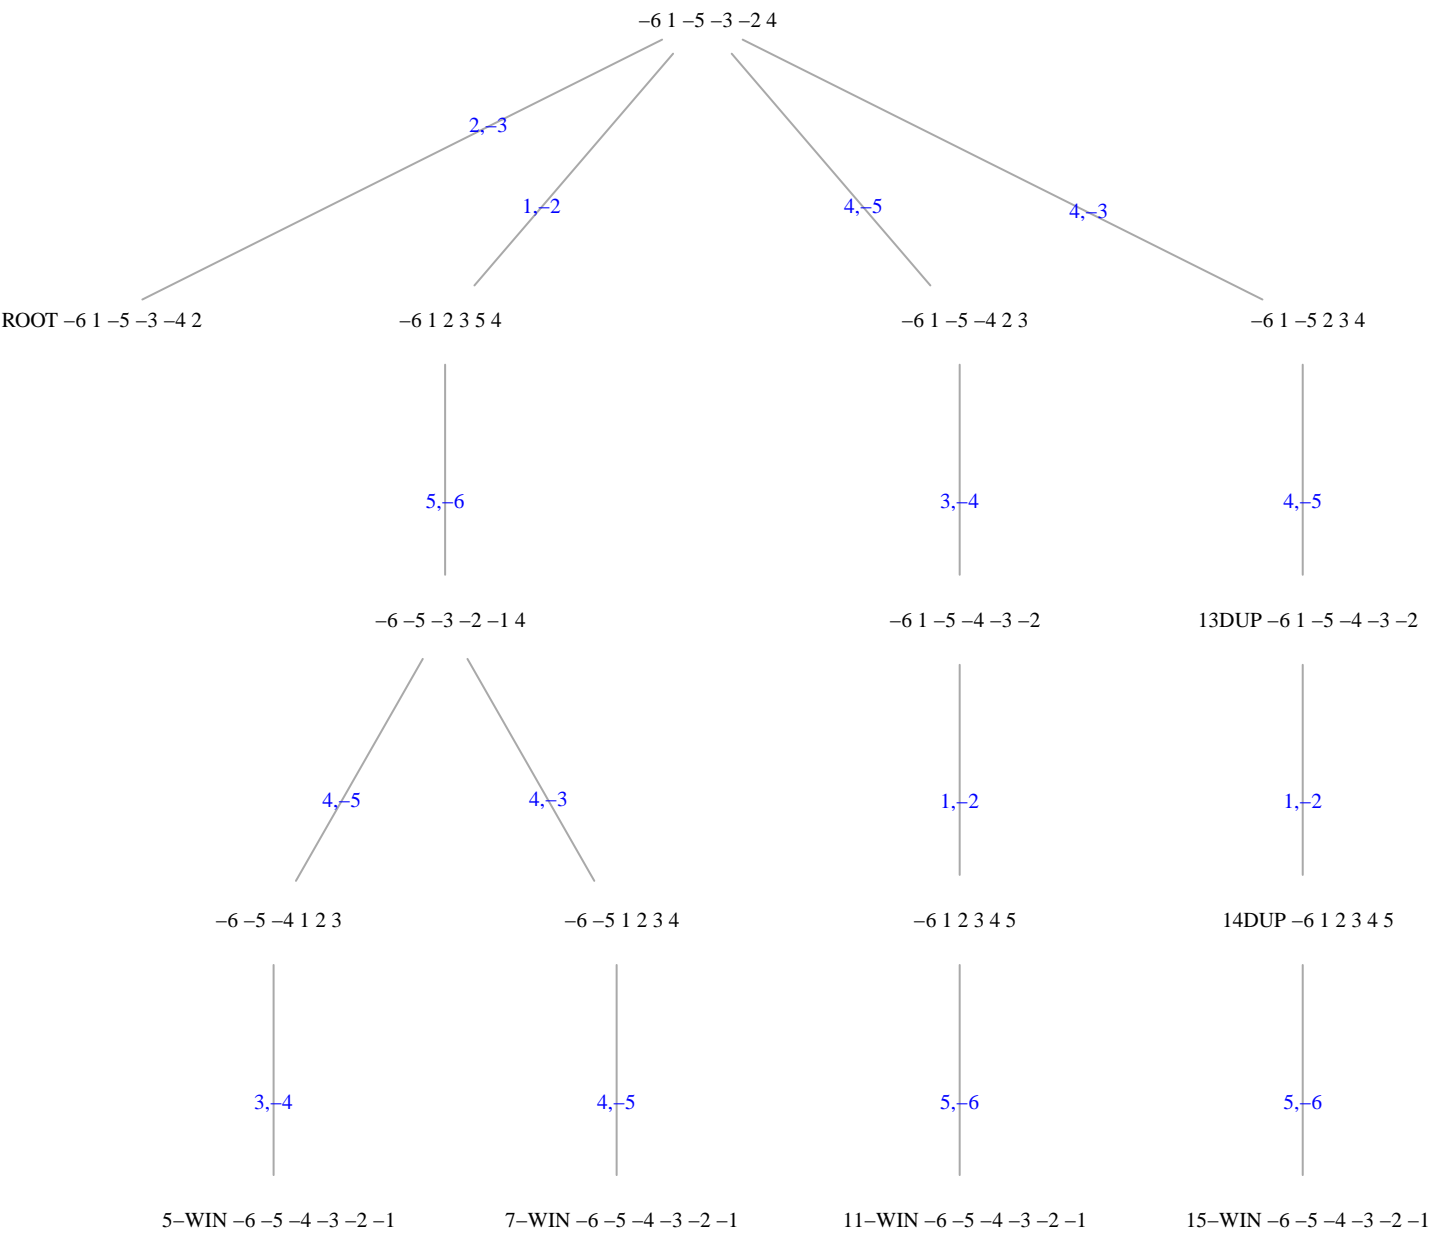 −6 1 −5 −3 −2 4
2,−3
1,−2
4,−5
4,−3
ROOT −6 1 −5 −3 −4 2
−6 1 2 3 5 4
−6 1 −5 −4 2 3
−6 1 −5 2 3 4
5,−6
3,−4
4,−5
−6 −5 −3 −2 −1 4
−6 1 −5 −4 −3 −2
13DUP −6 1 −5 −4 −3 −2
4,−5
4,−3
1,−2
1,−2
−6 −5 −4 1 2 3
−6 −5 1 2 3 4
−6 1 2 3 4 5
14DUP −6 1 2 3 4 5
3,−4
4,−5
5,−6
5,−6
5−WIN −6 −5 −4 −3 −2 −1
7−WIN −6 −5 −4 −3 −2 −1
11−WIN −6 −5 −4 −3 −2 −1
15−WIN −6 −5 −4 −3 −2 −1